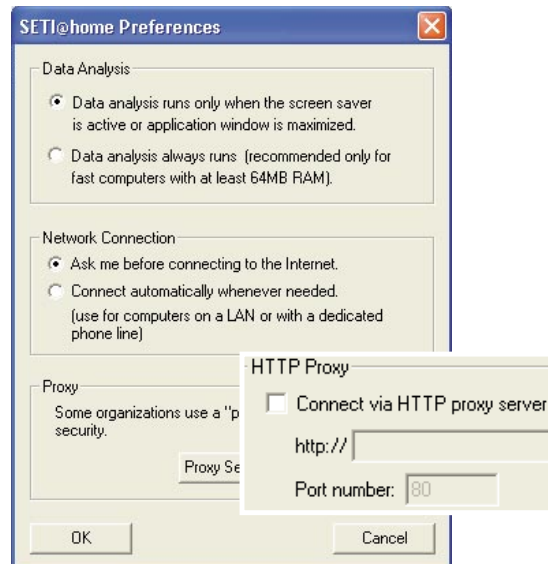 SETI@home Preferences
Data Analysis
Data analysis runs only when the screen saver
is active or application window is maximized.
Data analysis always runs (recommended only for
fast computers with at least 64MB RAM).
Network Connection
Ask me before connecting to the Internet.
Connect automatically whenever needed.
(use for computers on a LAN or with a dedicated
phone line)
Proxy
Some organizations use a "p
security.
Proxy Se
HTTP Proxy
Connect via HTTP proxy server
http://
Port number: 80
OK
Cancel